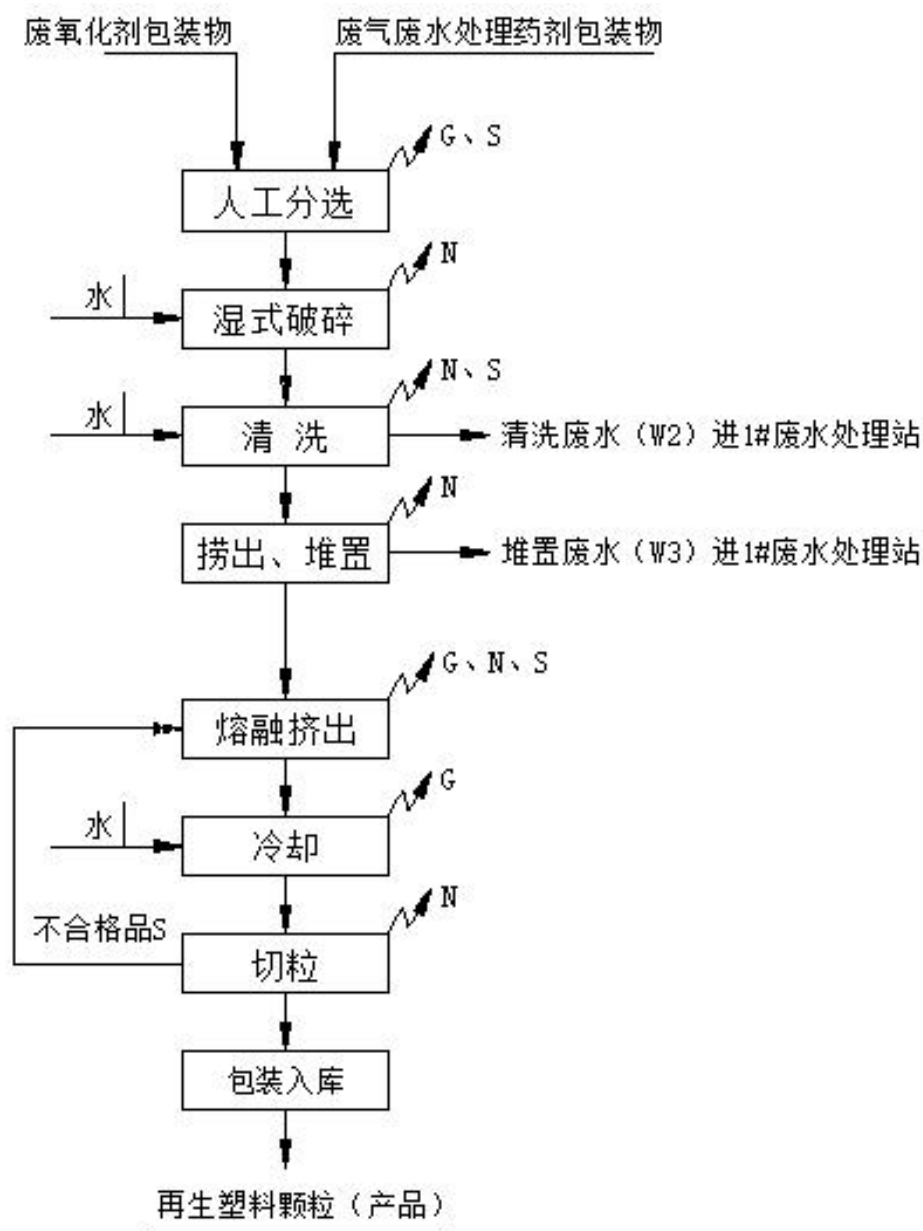 废氧化剂包装物
废气废水处理药剂包装物
G、S
人工分选
N
水
湿式破碎
N、S
水
清 洗
清洗废水（W2）进1#废水处理站
N
捞出、堆置
堆置废水（W3）进1#废水处理站
G、N、S
熔融挤出
G
水
冷却
N
不合格品S
切粒
包装入库
再生塑料颗粒（产品）